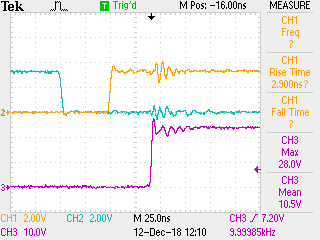 Tek T Trig'd M Pos: -16.00ns MEASURE
CH1
Freq
?
CH1
Rise Time
2.900ns?
CH1
Fall Time
?
CH3
Max
28.0V
CH3
Mean
10.5V
2
3
CH1 2.00V CH2 2.00V M 25.0ns CH3 / 7.20V
CH3 10.0V 12-Dec-18 12:10 9.99985kHz